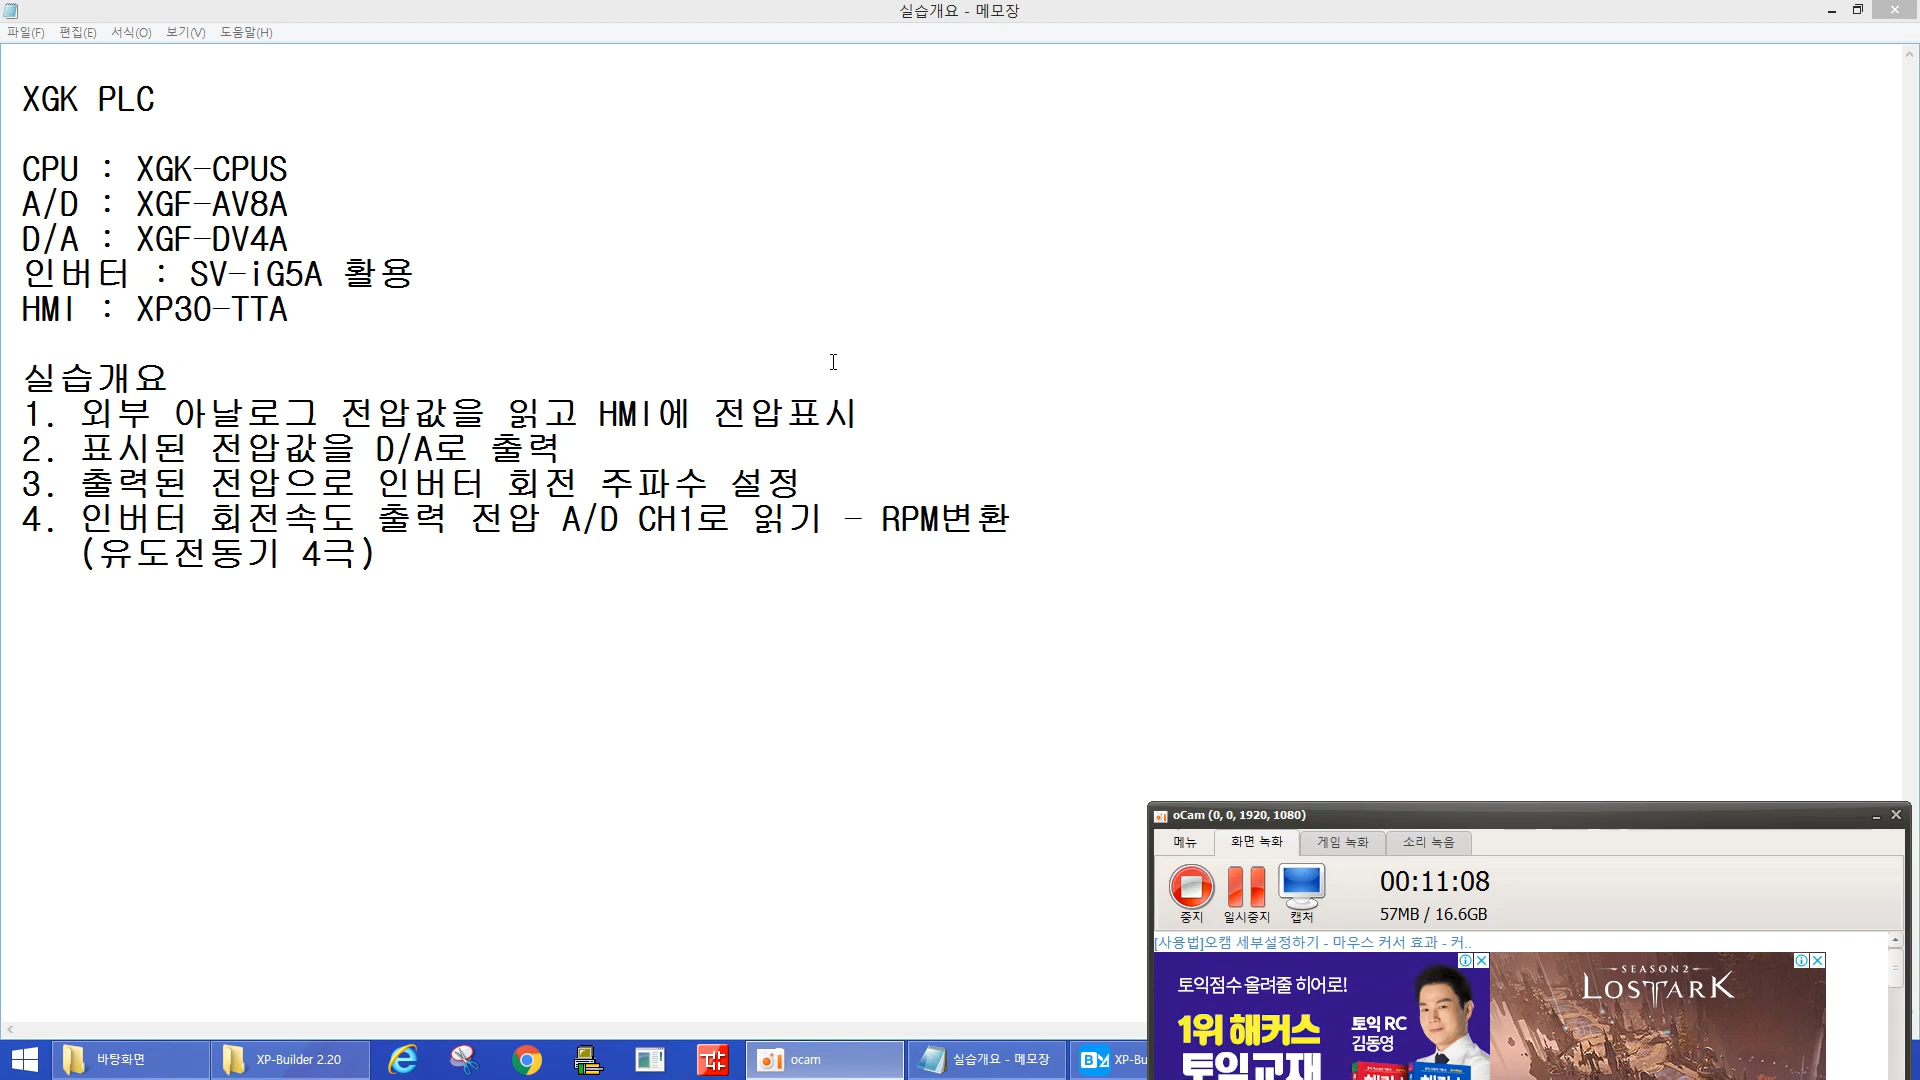 실습개요 - 메모장
파일(F) 편집(E) 서식(O) 보기(V) 도움말(H)
XGK PLC
CPU : XGK-CPUS
A/D : XGF-AV8A
D/A : XGF-DV4A
인버터 : SV-iG5A 활용
HMI : XP30-TTA
실습개요
1. 외부 아날로그 전압값을 읽고 HMI에 전압표시
2. 표시된 전압값을 D/A로 출력
3. 출력된 전압으로 인버터 회전 주파수 설정
4. 인버터 회전속도 출력 전압 A/D CH1로 읽기 - RPM변환
(유도전동기 4극)
oCam (0, 0, 1920, 1080)
메뉴 화면 녹화 게임 녹화 소리 녹음
00:11:08
57MB / 16.6GB
중지 일시중지 캡처
[사용법]오캠 세부설정하기 - 마우스 커서 효과 - 커..
토익점수 올려줄 히어로!
1위 해커스
토익교재
토익 RC
김동영
SEASON2
LOSTARK
바탕화면 XP-Builder 2.20 ocam 실습개요 - 메모장 XP-Bu